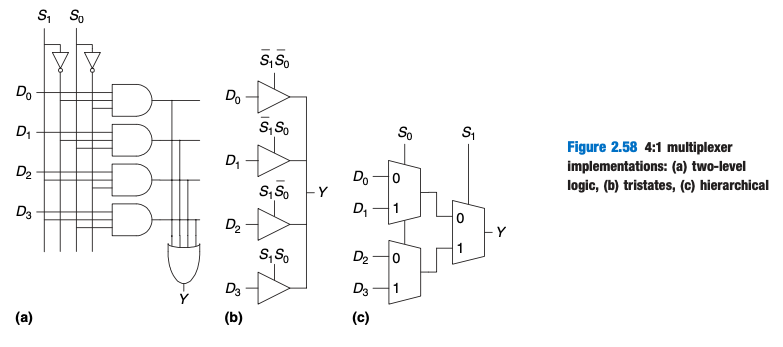 S₁ S₀
D₀
D₁
D₂
D₃
Y
(a)
S̅₁S̅₀
D₀
S̅₁S₀
D₁
S₁S̅₀
D₂
S₁S₀
D₃
Y
(b)
S₀ S₁
D₀ 0
D₁ 1
D₂ 0
D₃ 1
0
1
Y
(c)
Figure 2.58 4:1 multiplexer
implementations: (a) two-level
logic, (b) tristates, (c) hierarchical